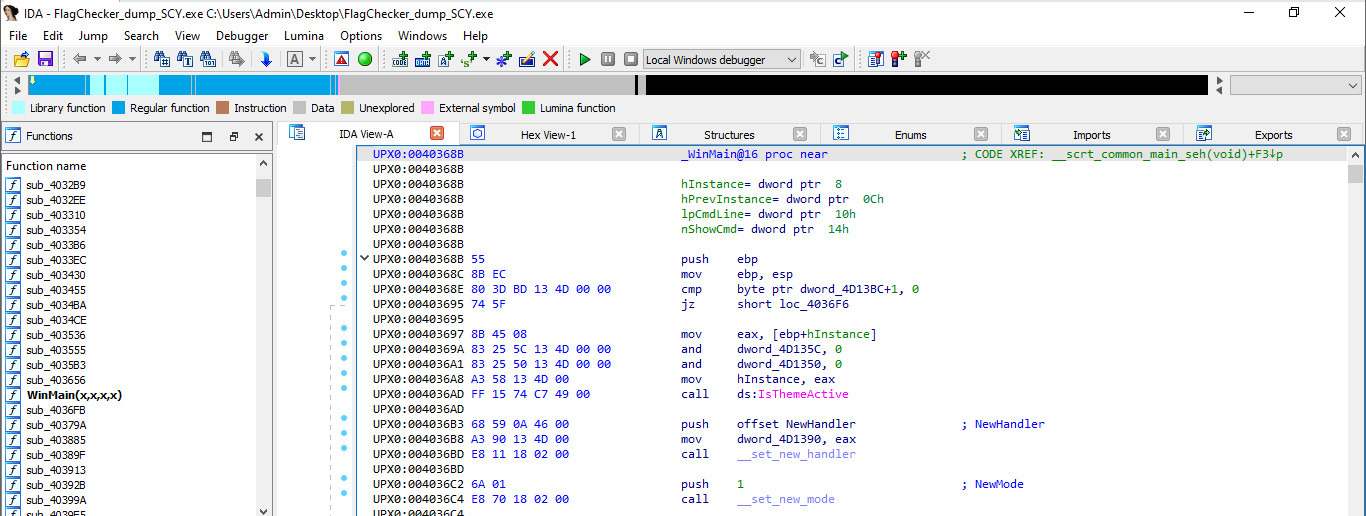 IDA - FlagChecker_dump_SCY.exe C:\Users\Admin\Desktop\FlagChecker_dump_SCY.exe
File Edit Jump Search View Debugger Lumina Options Windows Help
Local Windows debugger
Library function Regular function Instruction Data Unexplored External symbol Lumina function
Functions
IDA View-A Hex View-1 Structures Enums Imports Exports
Function name
sub_4032B9
sub_4032EE
sub_403310
sub_403354
sub_4033B6
sub_4033EC
sub_403430
sub_403455
sub_4034BA
sub_4034CE
sub_403536
sub_403555
sub_4035B3
sub_403656
WinMain(x,x,x,x)
sub_4036FB
sub_40379A
sub_403885
sub_40389F
sub_403913
sub_40392B
sub_40399A
sub_4039E5
UPX0:0040368B _WinMain@16 proc near ; CODE XREF: __scrt_common_main_seh(void)+F3↓p
UPX0:0040368B
UPX0:0040368B hInstance= dword ptr 8
UPX0:0040368B hPrevInstance= dword ptr 0Ch
UPX0:0040368B lpCmdLine= dword ptr 10h
UPX0:0040368B nShowCmd= dword ptr 14h
UPX0:0040368B
UPX0:0040368B 55 push ebp
UPX0:0040368C 8B EC mov ebp, esp
UPX0:0040368E 80 3D BD 13 4D 00 00 cmp byte ptr dword_4D13BC+1, 0
UPX0:00403695 74 5F jz short loc_4036F6
UPX0:00403695
UPX0:00403697 8B 45 08 mov eax, [ebp+hInstance]
UPX0:0040369A 83 25 5C 13 4D 00 00 and dword_4D135C, 0
UPX0:004036A1 83 25 50 13 4D 00 00 and dword_4D1350, 0
UPX0:004036A8 A3 58 13 4D 00 mov hInstance, eax
UPX0:004036AD FF 15 74 C7 49 00 call ds:IsThemeActive
UPX0:004036AD
UPX0:004036B3 68 59 0A 46 00 push offset NewHandler ; NewHandler
UPX0:004036B8 A3 90 13 4D 00 mov dword_4D1390, eax
UPX0:004036BD E8 11 18 02 00 call __set_new_handler
UPX0:004036BD
UPX0:004036C2 6A 01 push 1 ; NewMode
UPX0:004036C4 E8 70 18 02 00 call __set_new_mode
UPX0:004036C4